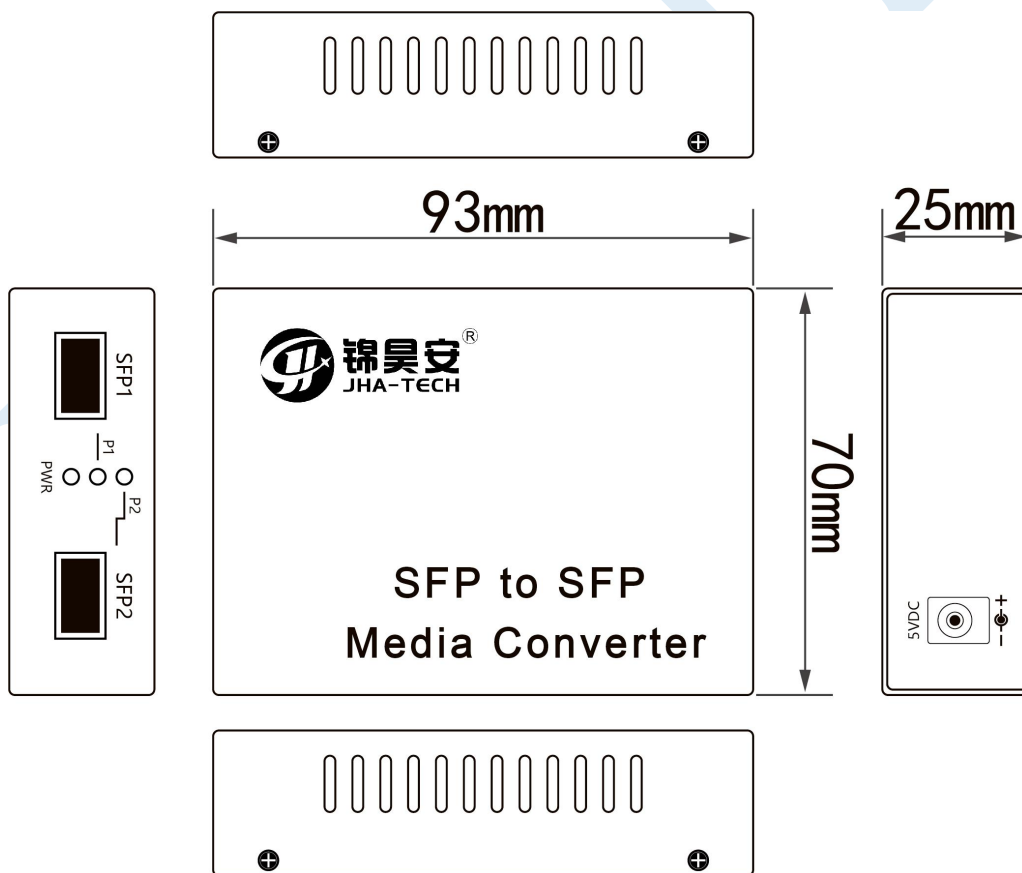 93mm
25mm
SFP1
P1
PWR
P2
SFP2
锦昊安®
JHA-TECH
70mm
SFP to SFP
Media Converter
5VDC
+
-